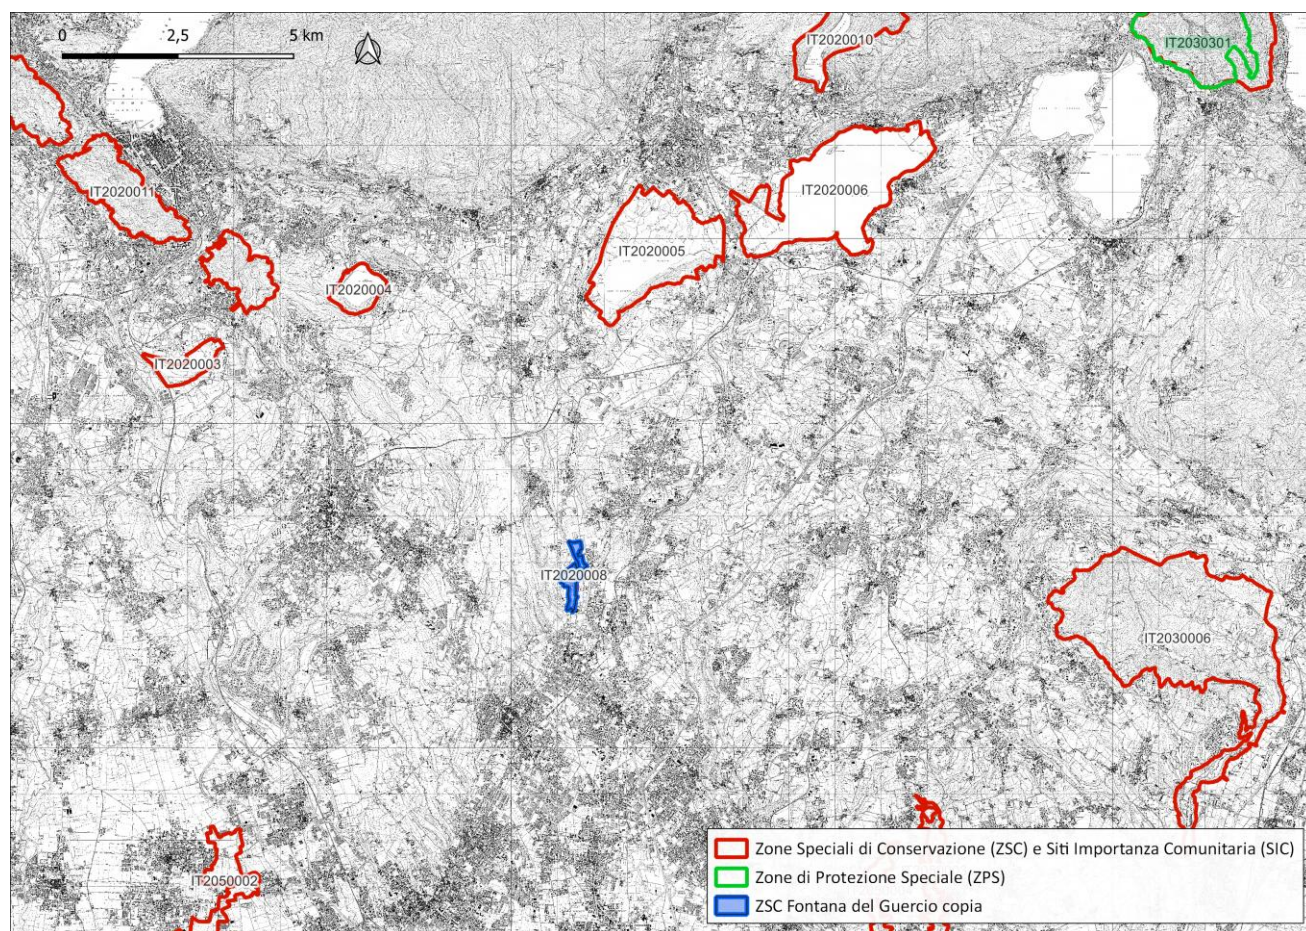 0 2,5 5 km
IT2020010
IT2030301
IT2020011
IT2020006
IT2020005
IT2020004
IT2020003
IT2020008
IT2030006
IT2050002
Zone Speciali di Conservazione (ZSC) e Siti Importanza Comunitaria (SIC)
Zone di Protezione Speciale (ZPS)
ZSC Fontana del Guercio copia